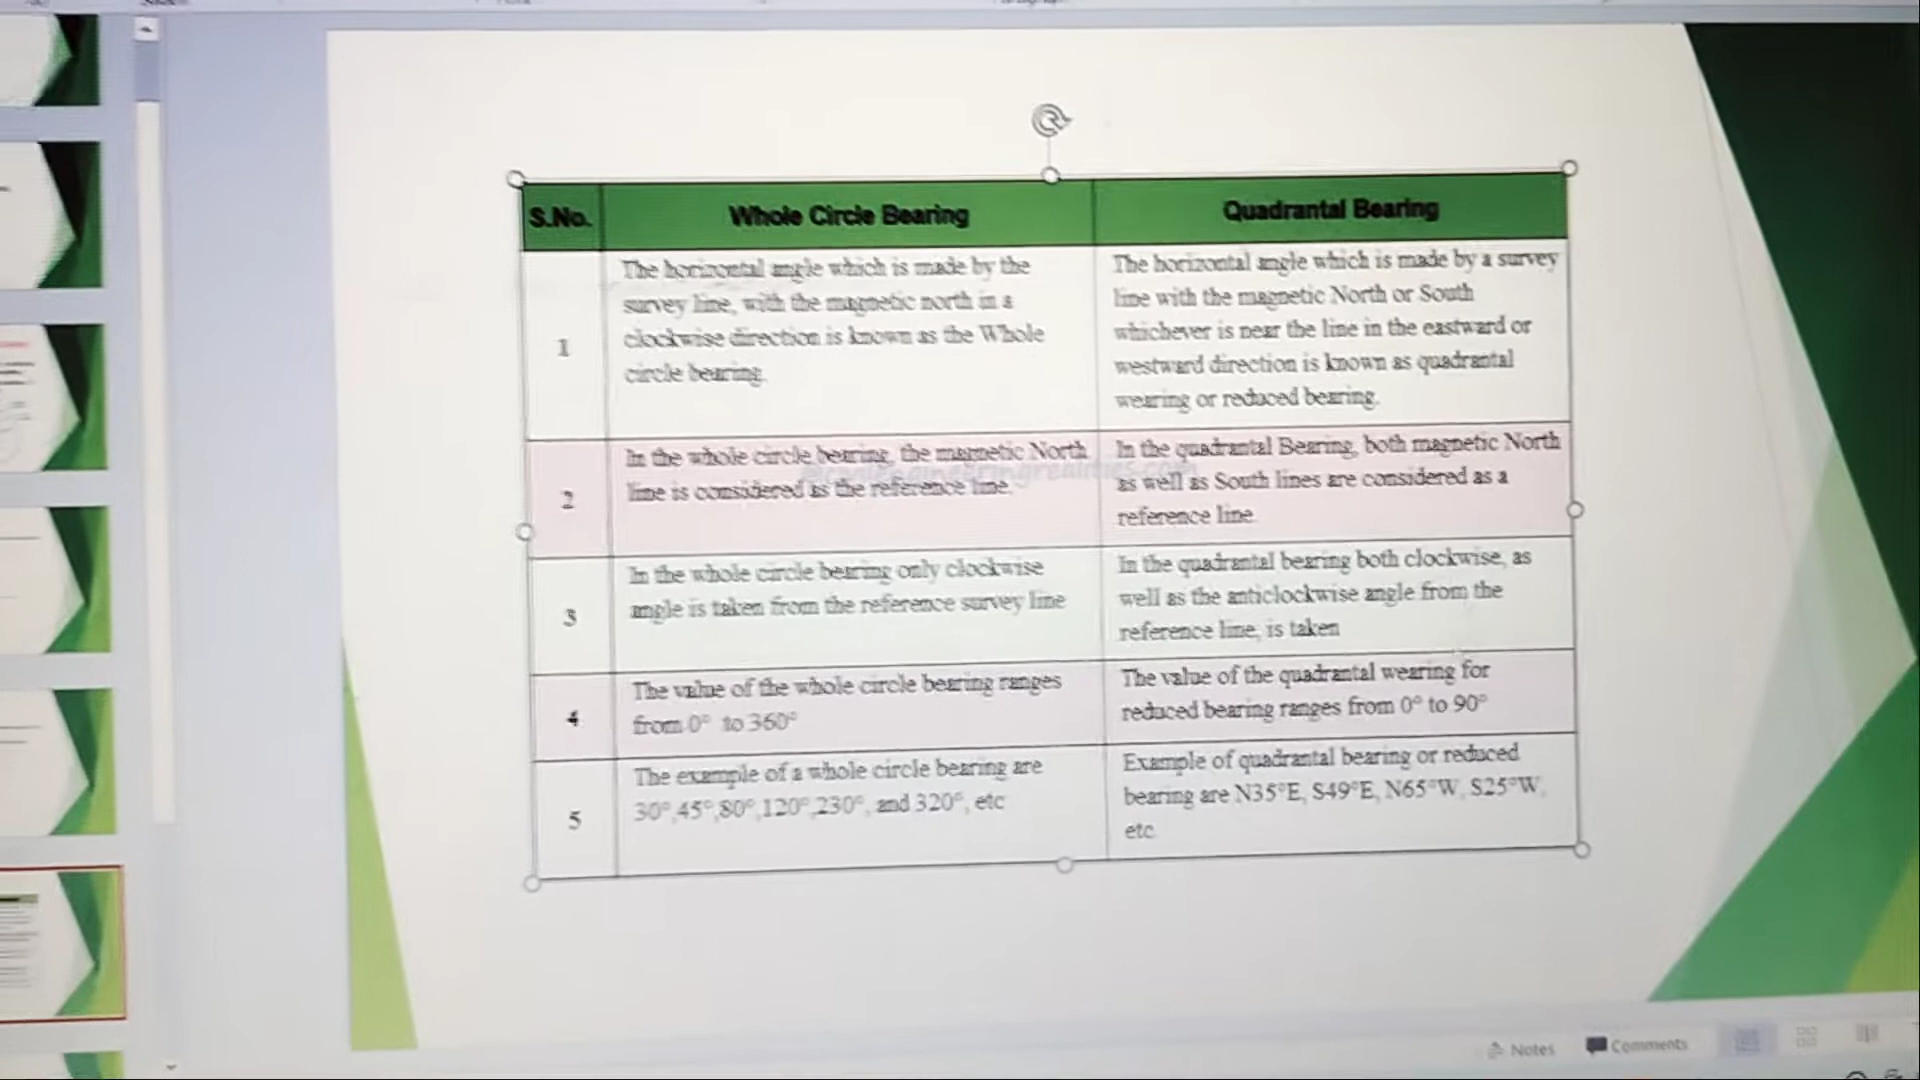 S.No.
Whole Circle Bearing
Quadrantal Bearing
1
The horizontal angle which is made by the
survey line, with the magnetic north in a
clockwise direction is known as the Whole
circle bearing.
The horizontal angle which is made by a survey
line with the magnetic North or South
whichever is near the line in the eastward or
westward direction is known as quadrantal
wearing or reduced bearing.
2
In the whole circle bearing, the magnetic North
line is considered as the reference line.
In the quadrantal Bearing, both magnetic North
as well as South lines are considered as a
reference line
3
In the whole circle bearing only clockwise
angle is taken from the reference survey line
In the quadrantal bearing both clockwise, as
well as the anticlockwise angle from the
reference line, is taken
4
The value of the whole circle bearing ranges
from 0° to 360°
The value of the quadrantal wearing for
reduced bearing ranges from 0° to 90°
5
The example of a whole circle bearing are
30°,45°,80°,120°,230°, and 320°, etc
Example of quadrantal bearing or reduced
bearing are N35°E, S49°E, N65°W, S25°W,
etc
Notes
Comments